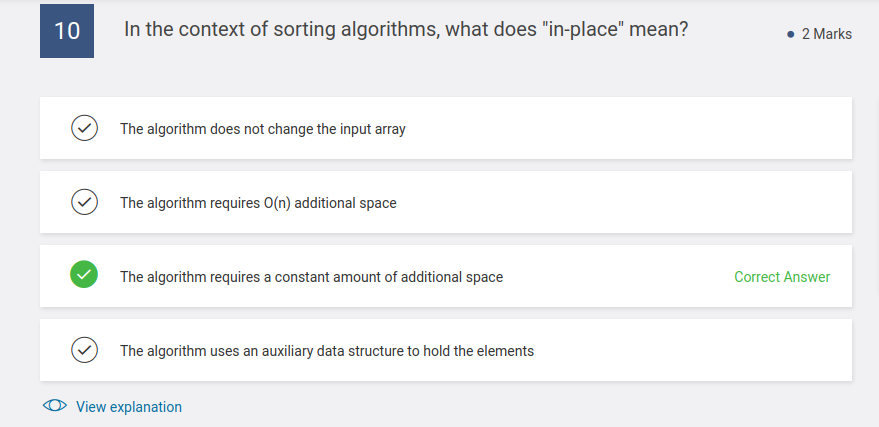 10
In the context of sorting algorithms, what does "in-place" mean?
2 Marks
The algorithm does not change the input array
The algorithm requires O(n) additional space
The algorithm requires a constant amount of additional space
Correct Answer
The algorithm uses an auxiliary data structure to hold the elements
View explanation